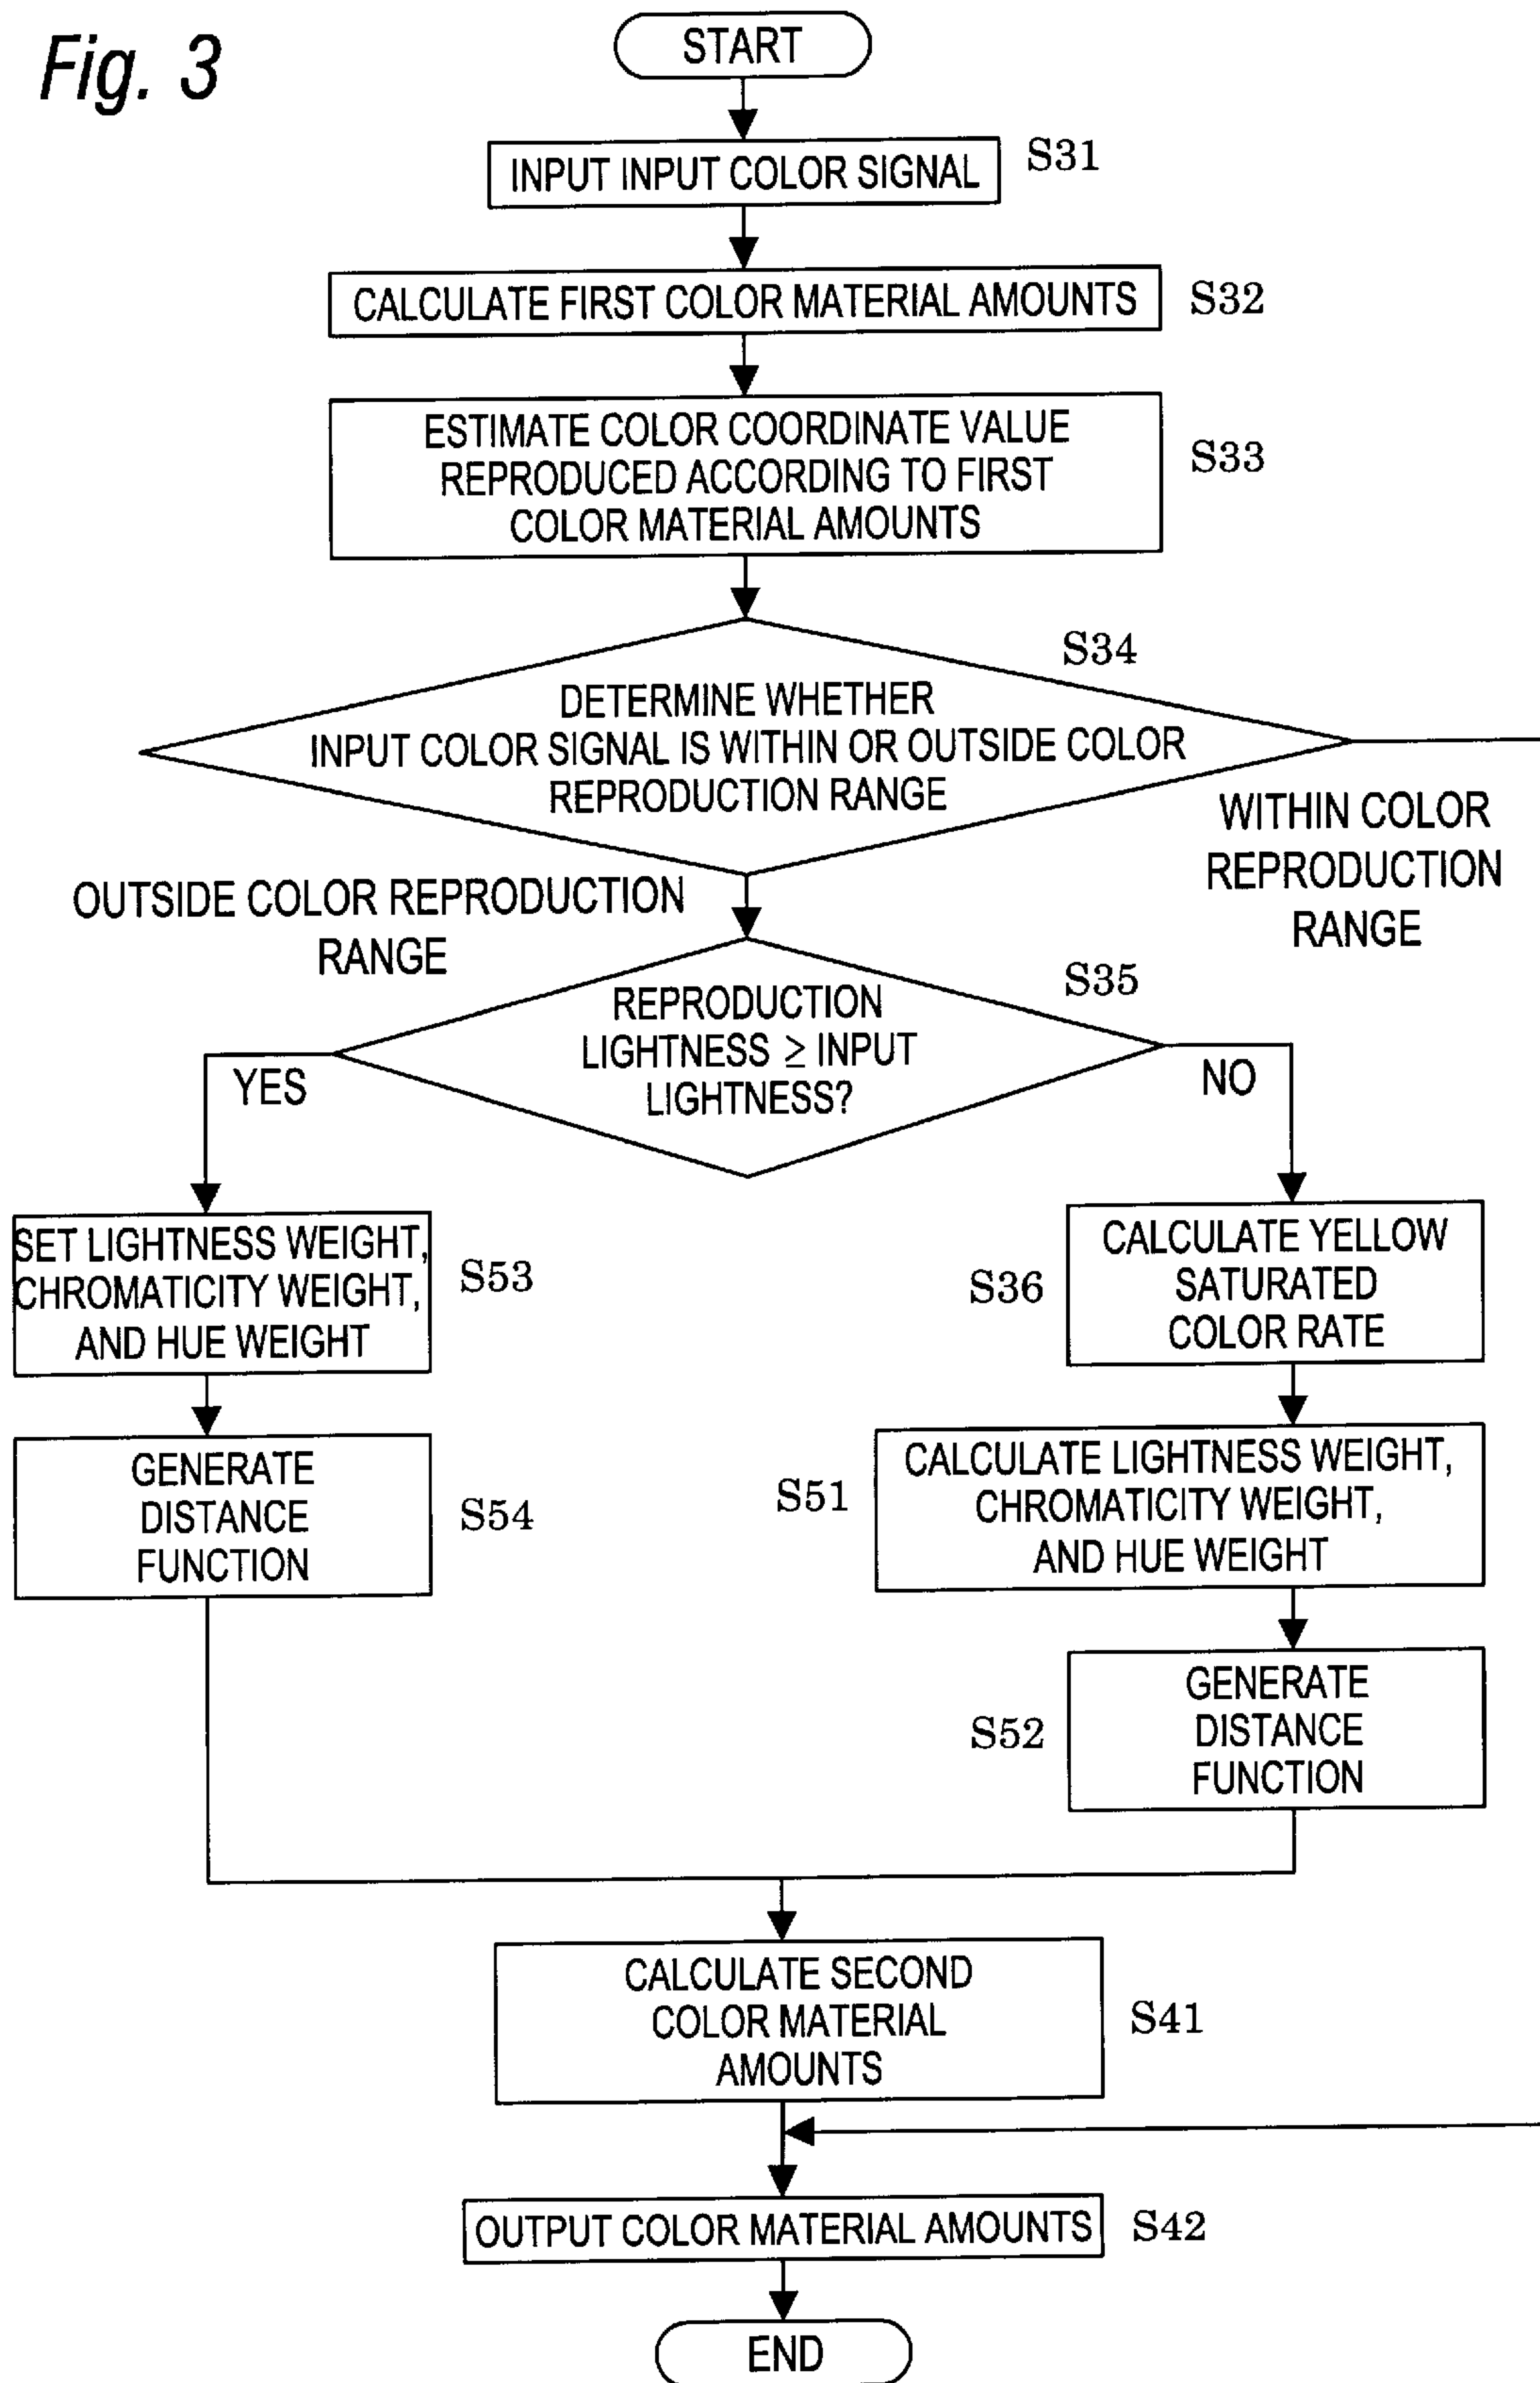 Fig. 3
START
INPUT INPUT COLOR SIGNAL
S31
CALCULATE FIRST COLOR MATERIAL AMOUNTS
S32
ESTIMATE COLOR COORDINATE VALUE
REPRODUCED ACCORDING TO FIRST
COLOR MATERIAL AMOUNTS
S33
S34
DETERMINE WHETHER
INPUT COLOR SIGNAL IS WITHIN OR OUTSIDE COLOR
REPRODUCTION RANGE
WITHIN COLOR
REPRODUCTION
RANGE
OUTSIDE COLOR REPRODUCTION
RANGE
S35
REPRODUCTION
LIGHTNESS ≥ INPUT
LIGHTNESS?
YES
NO
SET LIGHTNESS WEIGHT,
CHROMATICITY WEIGHT,
AND HUE WEIGHT
S53
S36
CALCULATE YELLOW
SATURATED
COLOR RATE
GENERATE
DISTANCE
FUNCTION
S54
S51
CALCULATE LIGHTNESS WEIGHT,
CHROMATICITY WEIGHT,
AND HUE WEIGHT
S52
GENERATE
DISTANCE
FUNCTION
CALCULATE SECOND
COLOR MATERIAL
AMOUNTS
S41
OUTPUT COLOR MATERIAL AMOUNTS
S42
END